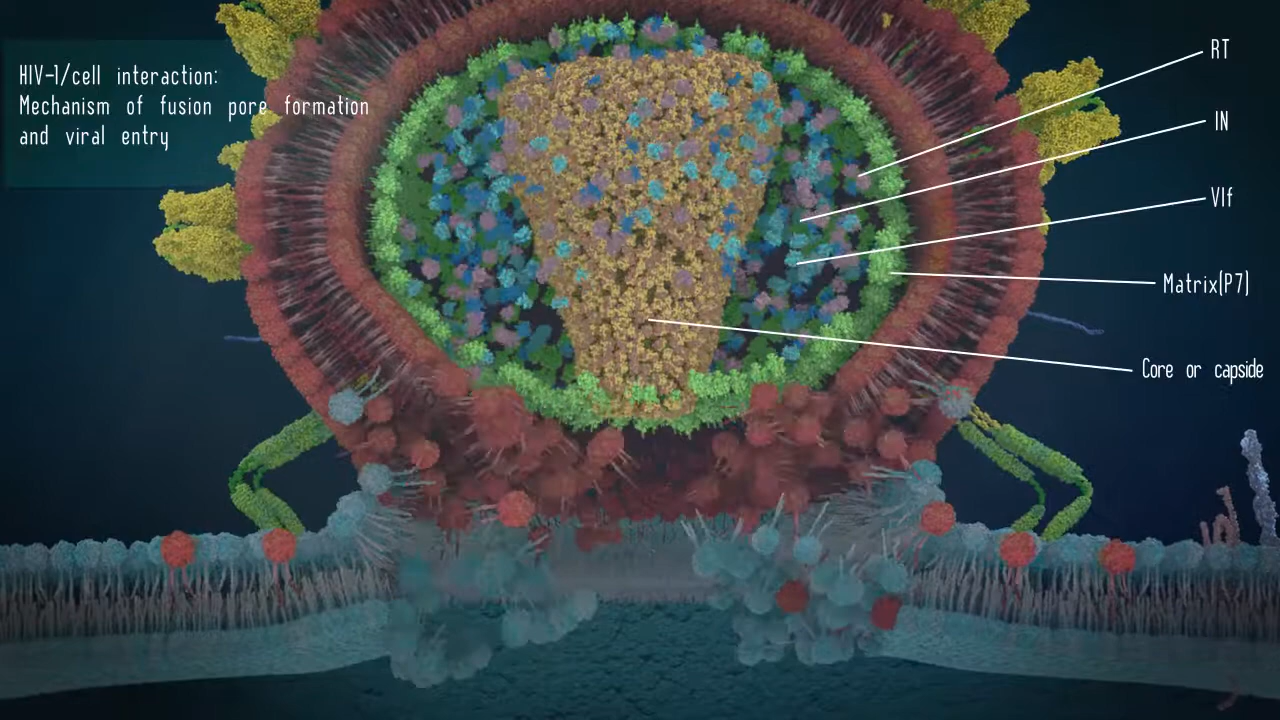 HIV-1/cell interaction:
Mechanism of fusion pore formation
and viral entry
RT
IN
VIf
Matrix(P7)
Core or capside